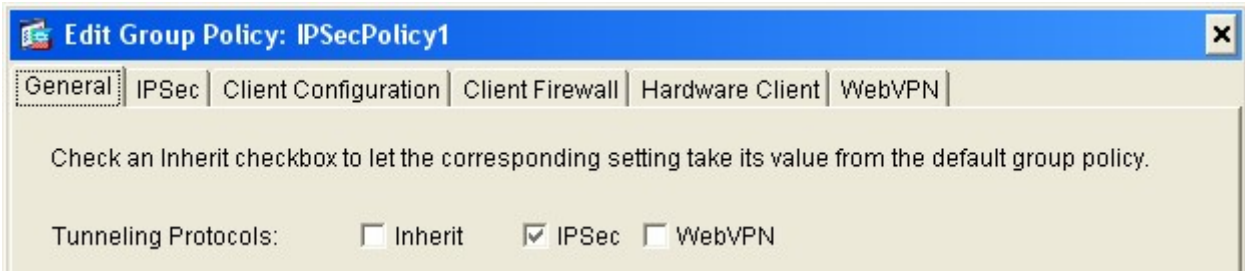 Edit Group Policy: IPSecPolicy1
General IPSec Client Configuration Client Firewall Hardware Client WebVPN
Check an Inherit checkbox to let the corresponding setting take its value from the default group policy.
Tunneling Protocols: Inherit IPSec WebVPN